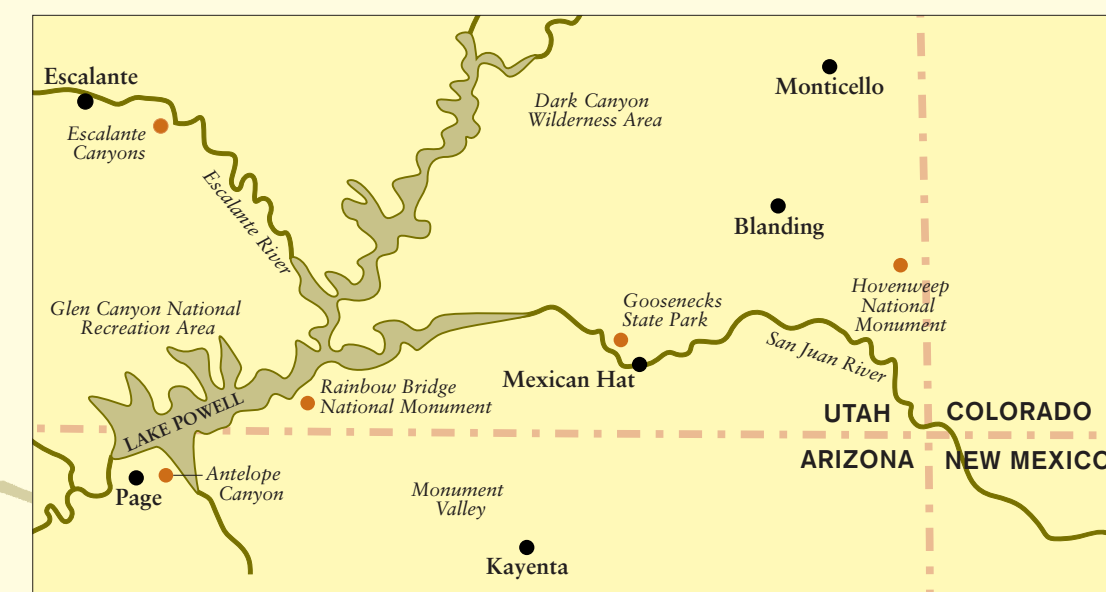 Escalante
Monticello
Dark Canyon
Wilderness Area
Escalante
Canyons
Escalante River
Blanding
Hovenweep
National
Monument
Glen Canyon National
Recreation Area
Goosenecks
State Park
San Juan River
Mexican Hat
Rainbow Bridge
National Monument
LAKE POWELL
UTAH
COLORADO
ARIZONA
NEW MEXICO
Antelope
Canyon
Page
Monument
Valley
Kayenta